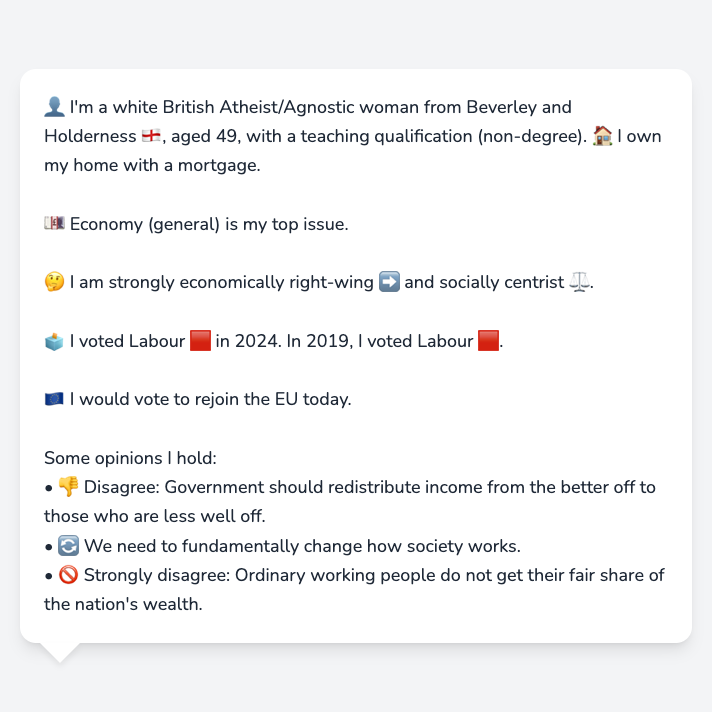 👤 I'm a white British Atheist/Agnostic woman from Beverley and
Holderness 🏴󠁧󠁢󠁥󠁮󠁧󠁿, aged 49, with a teaching qualification (non-degree). 🏠 I own
my home with a mortgage.
💷 Economy (general) is my top issue.
🤔 I am strongly economically right-wing ➡️ and socially centrist ⚖️.
🗳️ I voted Labour 🟥 in 2024. In 2019, I voted Labour 🟥.
🇪🇺 I would vote to rejoin the EU today.
Some opinions I hold:
• 👎 Disagree: Government should redistribute income from the better off to
those who are less well off.
• 🔄 We need to fundamentally change how society works.
• 🚫 Strongly disagree: Ordinary working people do not get their fair share of
the nation's wealth.